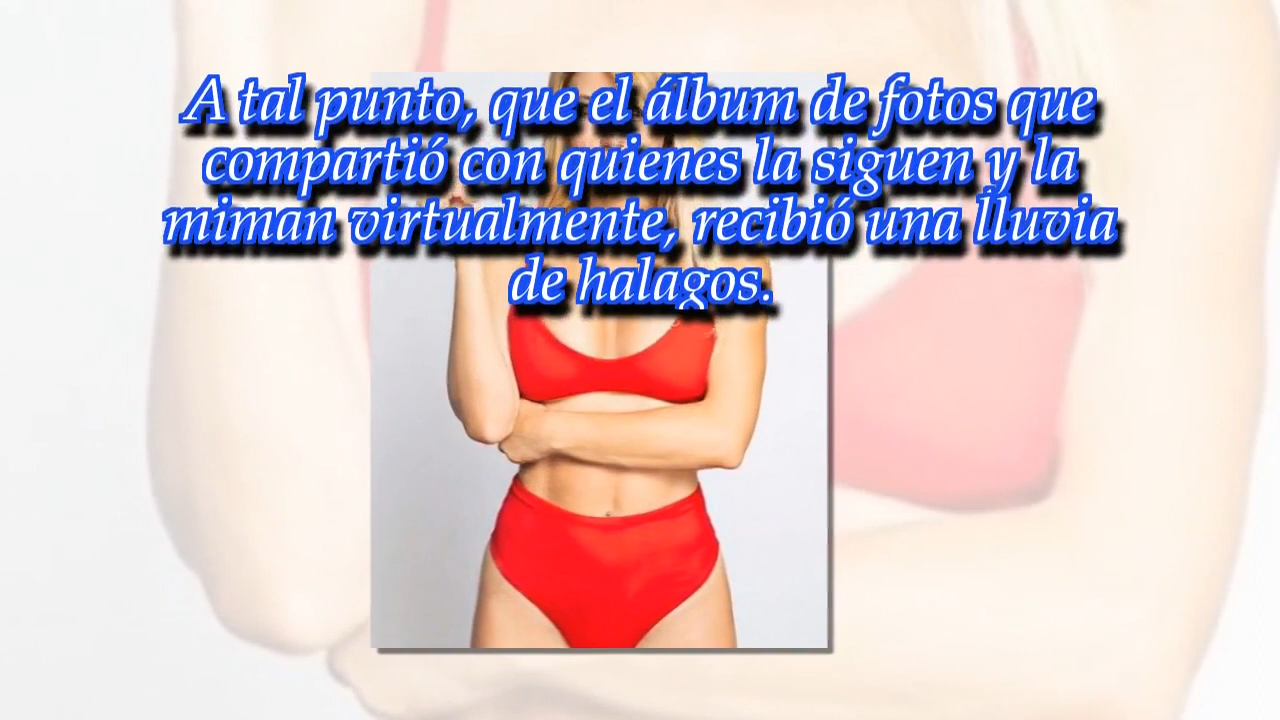 A tal punto, que el álbum de fotos que
compartió con quienes la siguen y la
miman virtualmente, recibió una lluvia
de halagos.